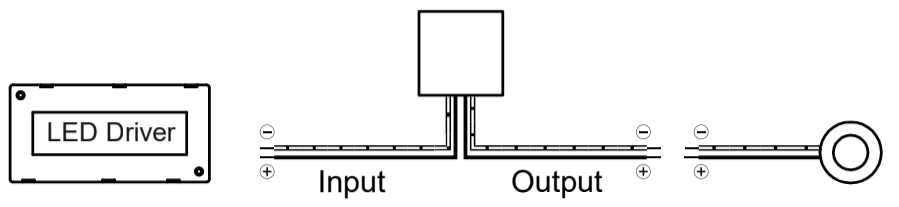 LED Driver
⊖ ⊖ ⊖
⊕ Input Output ⊕ ⊕